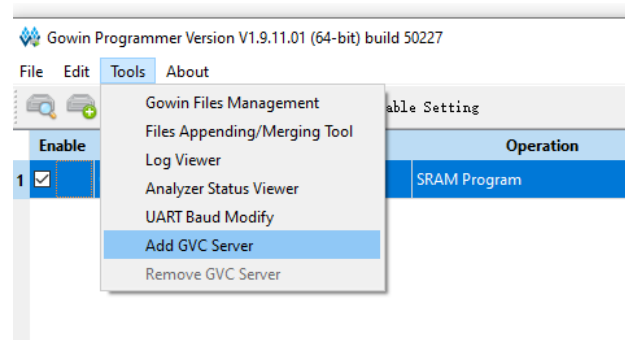 Gowin Programmer Version V1.9.11.01 (64-bit) build 50227
File Edit Tools About
Gowin Files Management
Files Appending/Merging Tool
Log Viewer
Analyzer Status Viewer
UART Baud Modify
Add GVC Server
Remove GVC Server
able Setting
Enable Operation
1 SRAM Program